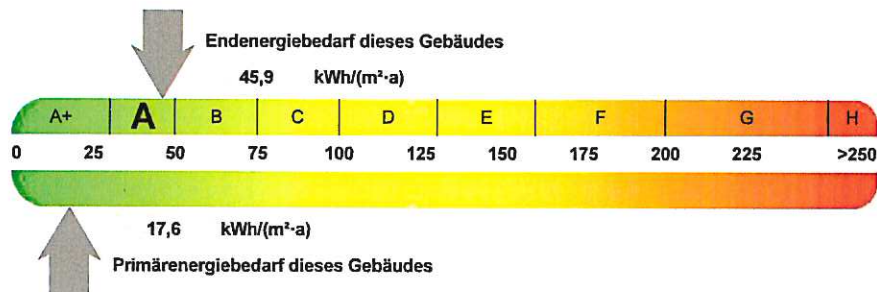 Endenergiebedarf dieses Gebäudes
45,9 kWh/(m²·a)
A+ A B C D E F G H
0 25 50 75 100 125 150 175 200 225 >250
17,6 kWh/(m²·a)
Primärenergiebedarf dieses Gebäudes